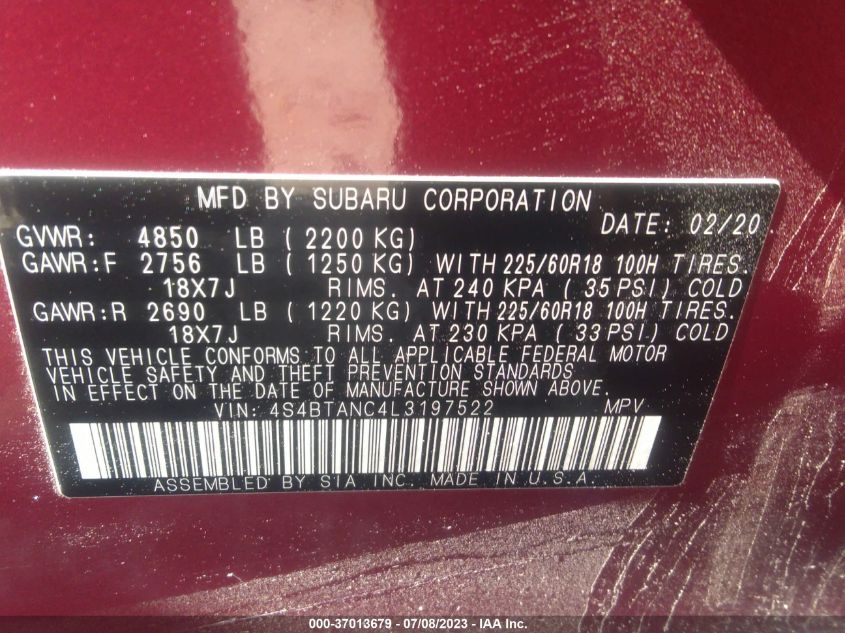 MFD BY SUBARU CORPORATION
DATE: 02/20
GVWR: 4850 LB (2200 KG)
GAWR:F 2756 LB (1250 KG) WITH 225/60R18 100H TIRES.
18X7J RIMS. AT 240 KPA (35 PSI) COLD
GAWR:R 2690 LB (1220 KG) WITH 225/60R18 100H TIRES.
18X7J RIMS. AT 230 KPA (33 PSI) COLD
THIS VEHICLE CONFORMS TO ALL APPLICABLE FEDERAL MOTOR
VEHICLE SAFETY AND THEFT PREVENTION STANDARDS
IN EFFECT ON THE DATE OF MANUFACTURE SHOWN ABOVE.
VIN: 4S4BTANC4L3197522 MPV
ASSEMBLED BY SIA INC. MADE IN U.S.A.
000-37013679 - 07/08/2023 - IAA Inc.